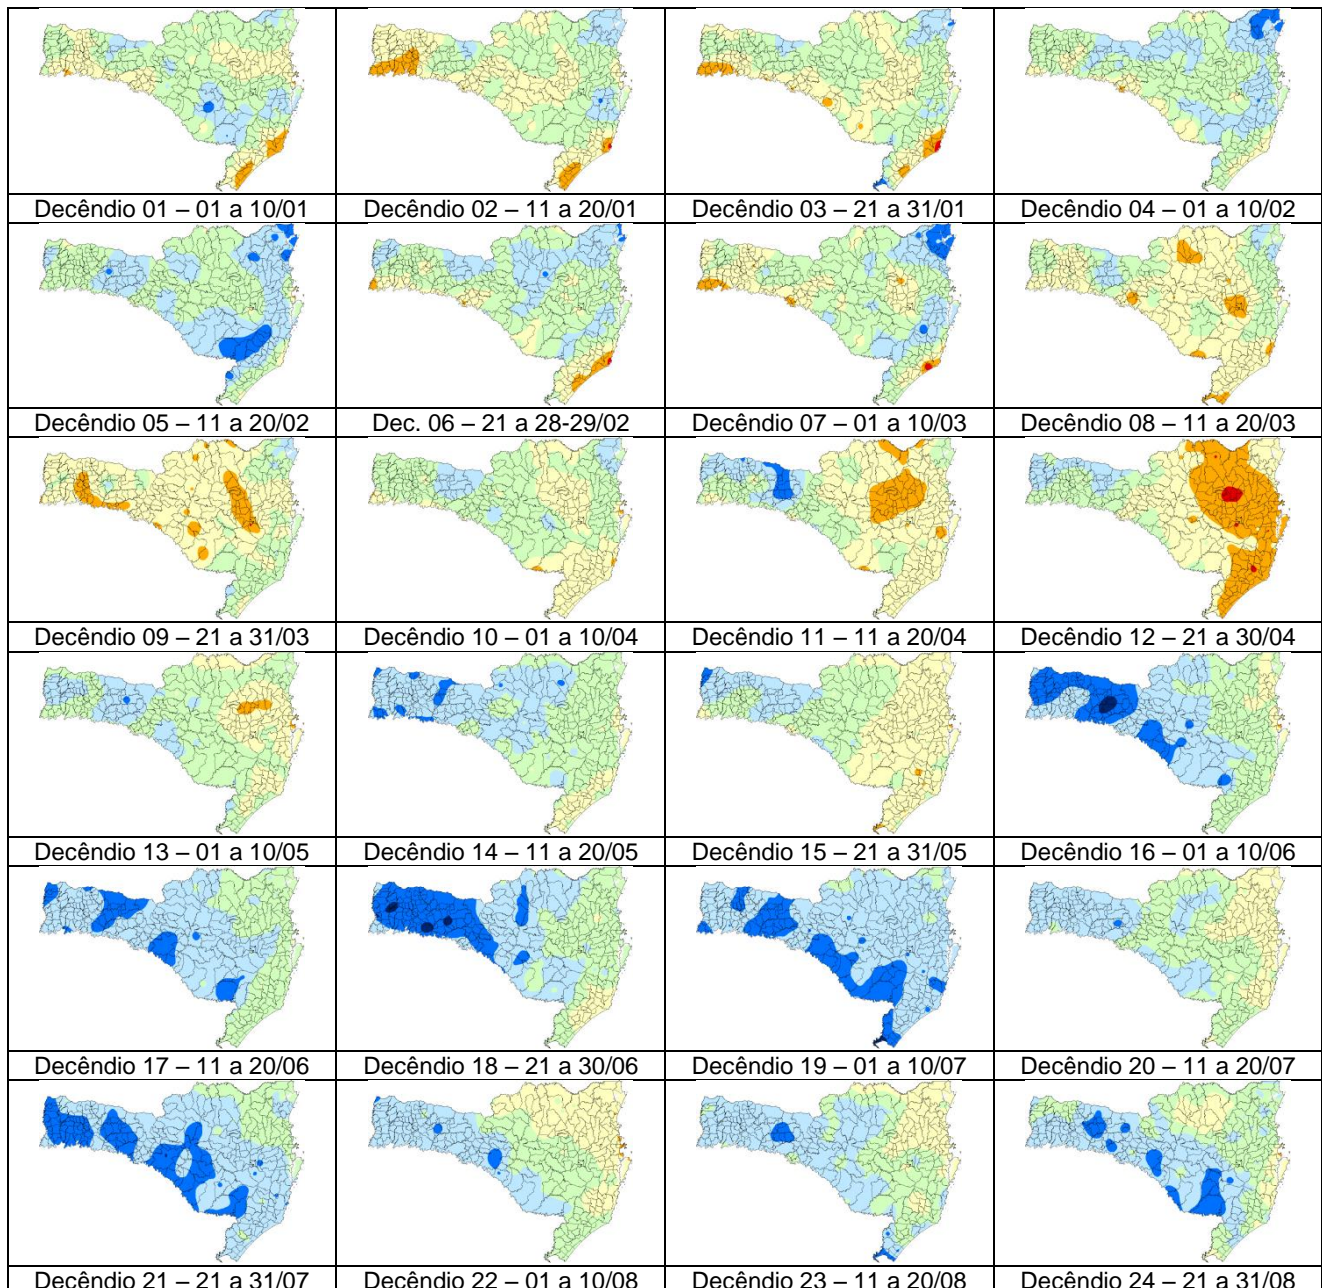 Decêndio 01 – 01 a 10/01
Decêndio 02 – 11 a 20/01
Decêndio 03 – 21 a 31/01
Decêndio 04 – 01 a 10/02
Decêndio 05 – 11 a 20/02
Dec. 06 – 21 a 28-29/02
Decêndio 07 – 01 a 10/03
Decêndio 08 – 11 a 20/03
Decêndio 09 – 21 a 31/03
Decêndio 10 – 01 a 10/04
Decêndio 11 – 11 a 20/04
Decêndio 12 – 21 a 30/04
Decêndio 13 – 01 a 10/05
Decêndio 14 – 11 a 20/05
Decêndio 15 – 21 a 31/05
Decêndio 16 – 01 a 10/06
Decêndio 17 – 11 a 20/06
Decêndio 18 – 21 a 30/06
Decêndio 19 – 01 a 10/07
Decêndio 20 – 11 a 20/07
Decêndio 21 – 21 a 31/07
Decêndio 22 – 01 a 10/08
Decêndio 23 – 11 a 20/08
Decêndio 24 – 21 a 31/08